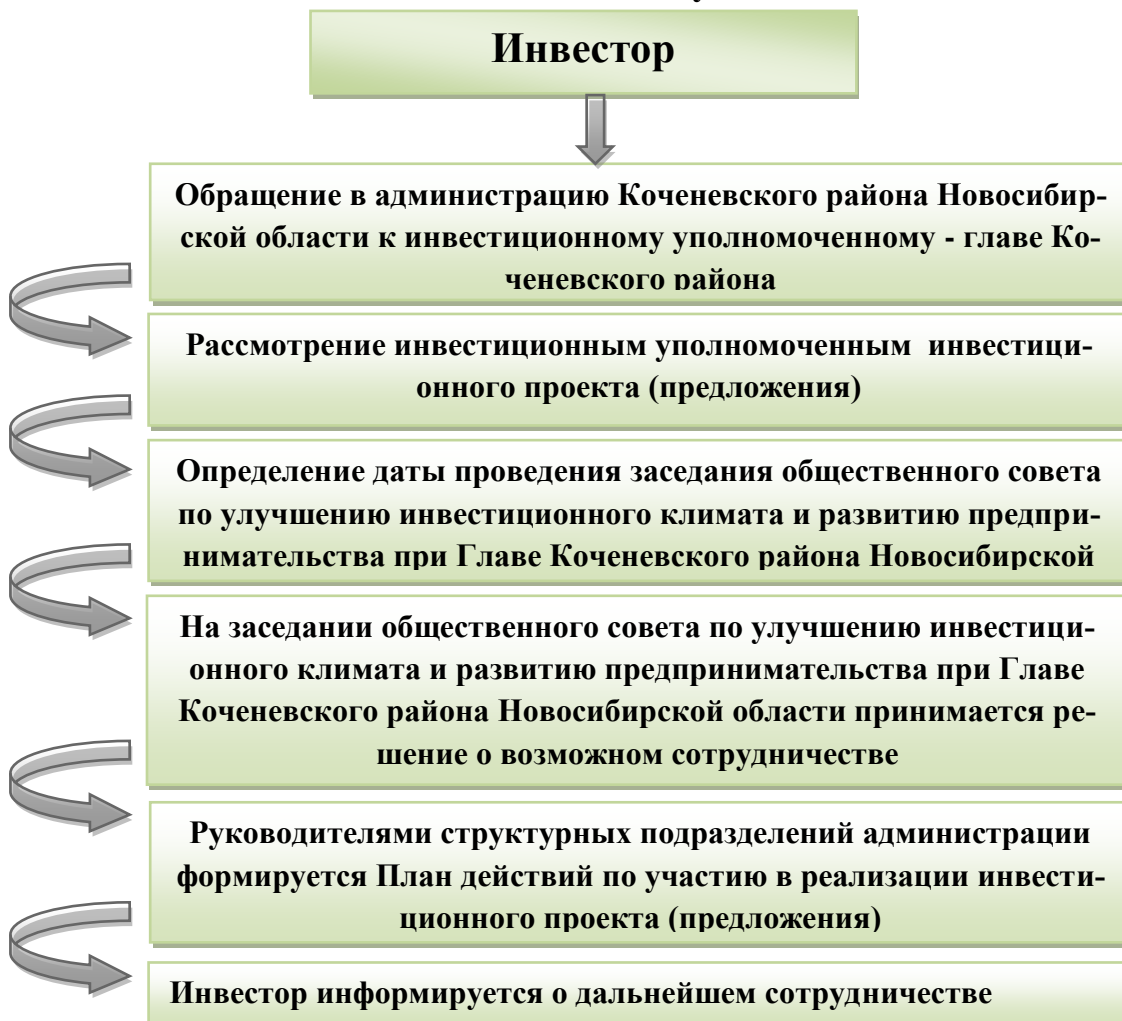 Инвестор
Обращение в администрацию Коченевского района Новосибир-
ской области к инвестиционному уполномоченному - главе Ко-
ченевского района
Рассмотрение инвестиционным уполномоченным инвестици-
онного проекта (предложения)
Определение даты проведения заседания общественного совета
по улучшению инвестиционного климата и развитию предпри-
нимательства при Главе Коченевского района Новосибирской
На заседании общественного совета по улучшению инвестици-
онного климата и развитию предпринимательства при Главе
Коченевского района Новосибирской области принимается ре-
шение о возможном сотрудничестве
Руководителями структурных подразделений администрации
формируется План действий по участию в реализации инвести-
ционного проекта (предложения)
Инвестор информируется о дальнейшем сотрудничестве